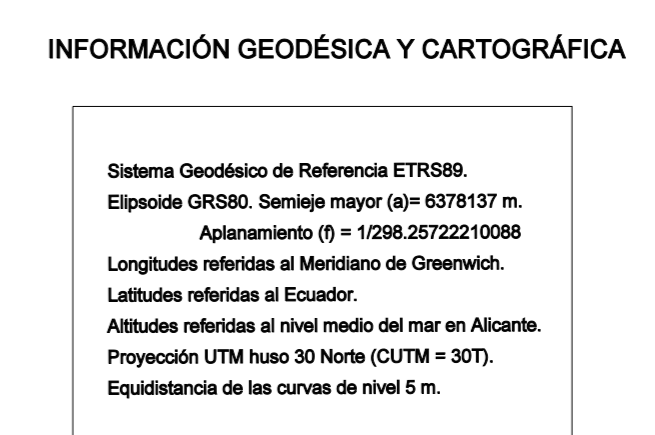 INFORMACIÓN GEODÉSICA Y CARTOGRÁFICA
Sistema Geodésico de Referencia ETRS89.
Elipsoide GRS80. Semieje mayor (a)= 6378137 m.
Aplanamiento (f) = 1/298.25722210088
Longitudes referidas al Meridiano de Greenwich.
Latitudes referidas al Ecuador.
Altitudes referidas al nivel medio del mar en Alicante.
Proyección UTM huso 30 Norte (CUTM = 30T).
Equidistancia de las curvas de nivel 5 m.